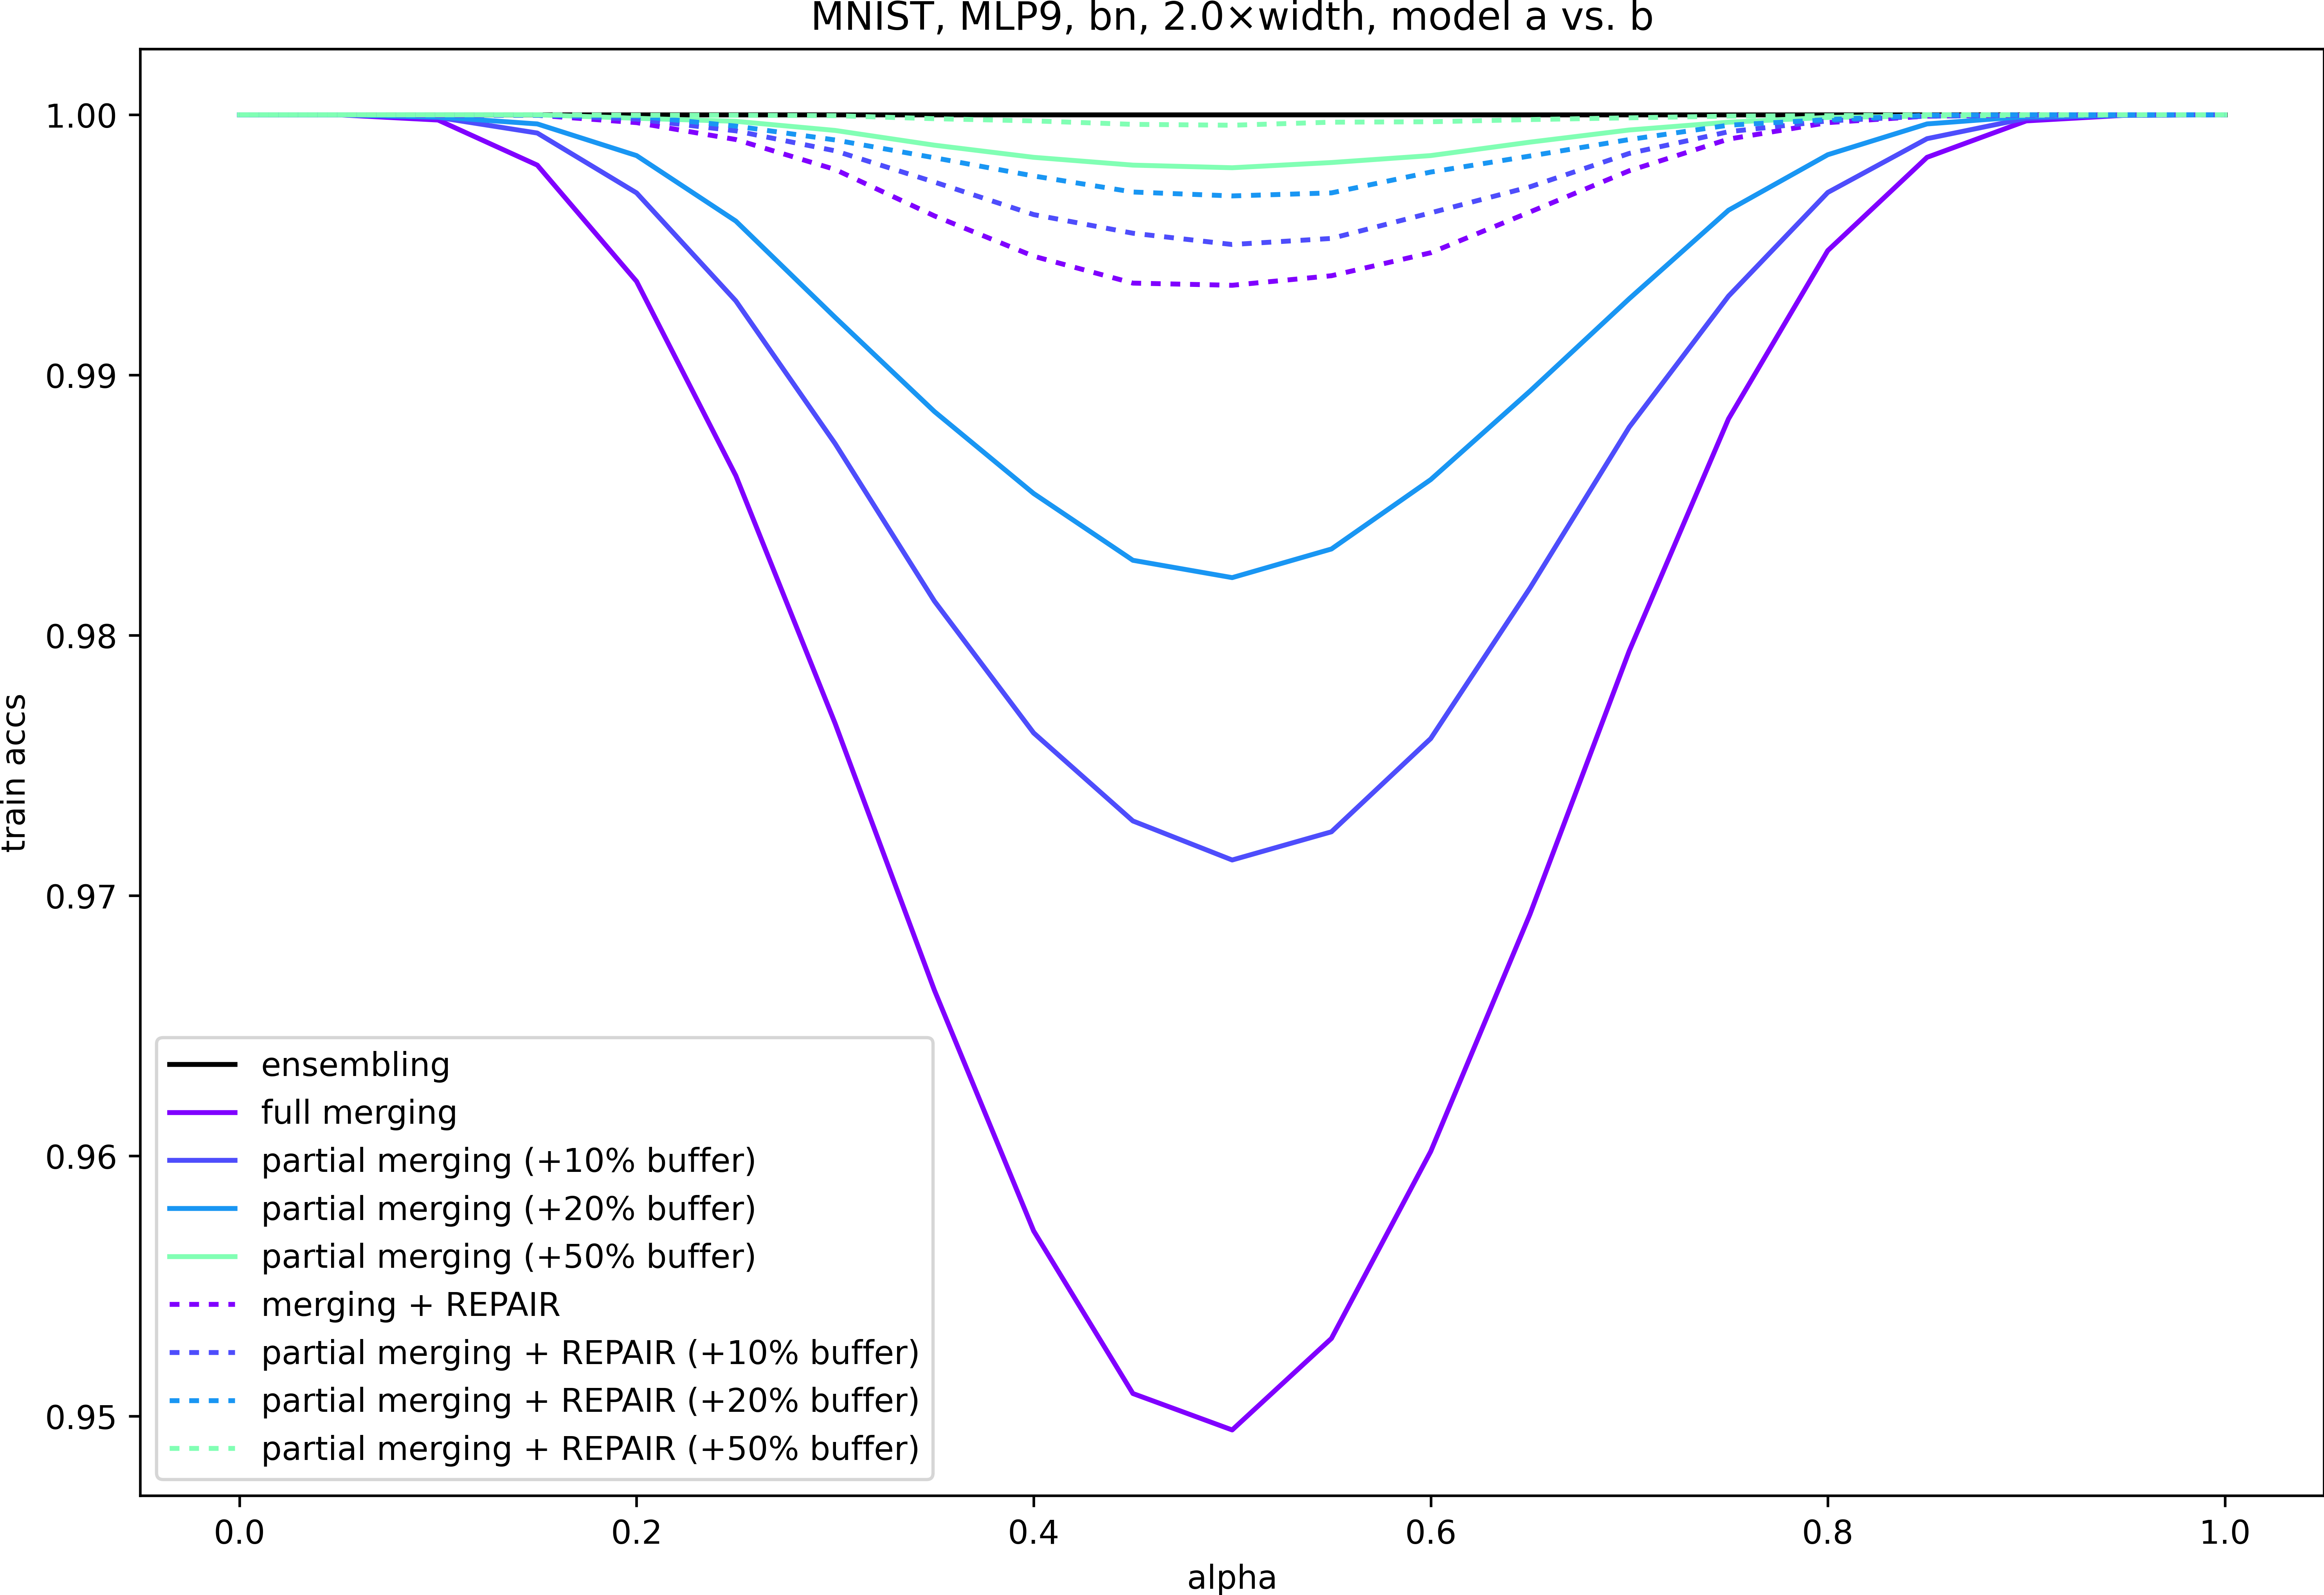 MNIST, MLP9, bn, 2.0×width, model a vs. b
1.00
0.99
0.98
0.97
0.96
0.95
train accs
ensembling
full merging
partial merging (+10% buffer)
partial merging (+20% buffer)
partial merging (+50% buffer)
merging + REPAIR
partial merging + REPAIR (+10% buffer)
partial merging + REPAIR (+20% buffer)
partial merging + REPAIR (+50% buffer)
0.0 0.2 0.4 0.6 0.8 1.0
alpha